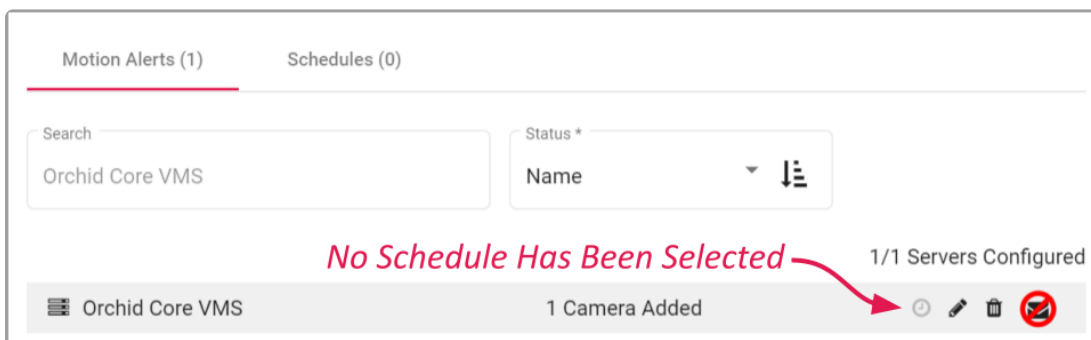 Motion Alerts (1) Schedules (0)
Search Status *
Orchid Core VMS Name
No Schedule Has Been Selected 1/1 Servers Configured
Orchid Core VMS 1 Camera Added